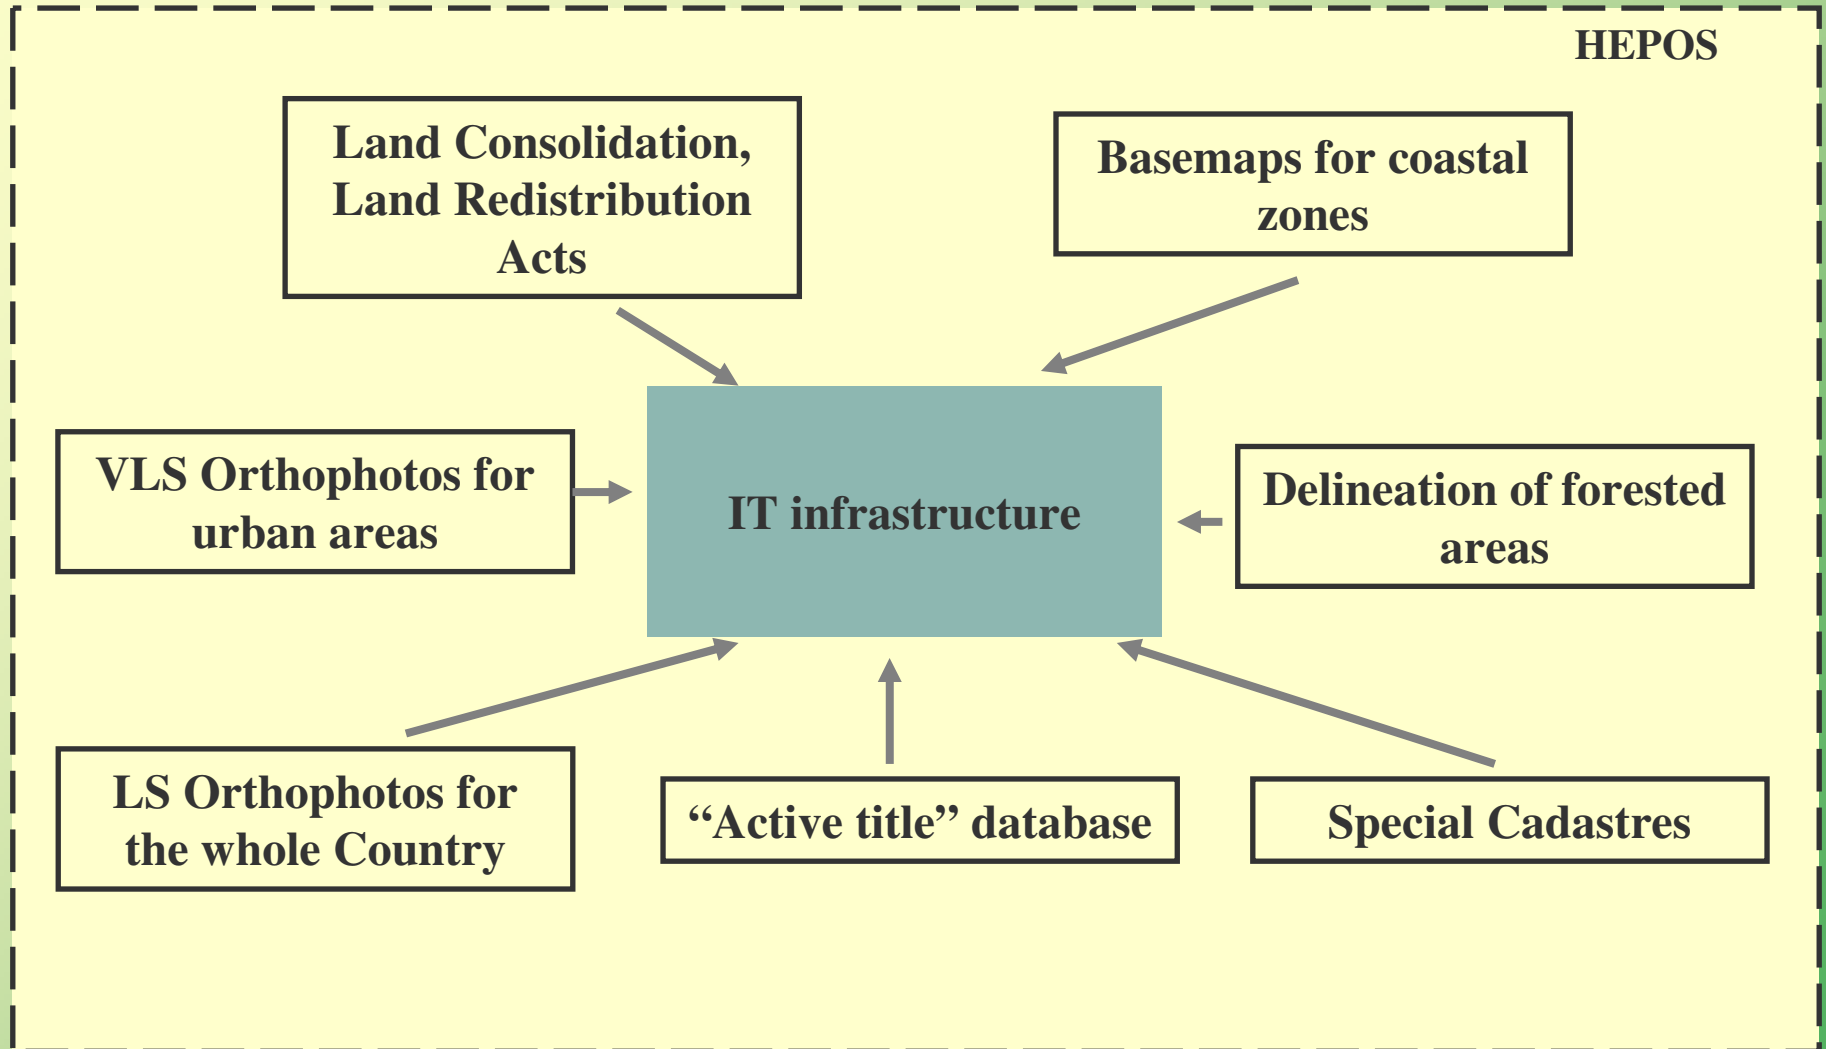 HEPOS
Land Consolidation,
Land Redistribution
Acts
Basemaps for coastal
zones
VLS Orthophotos for
urban areas
IT infrastructure
Delineation of forested
areas
LS Orthophotos for
the whole Country
“Active title” database
Special Cadastres